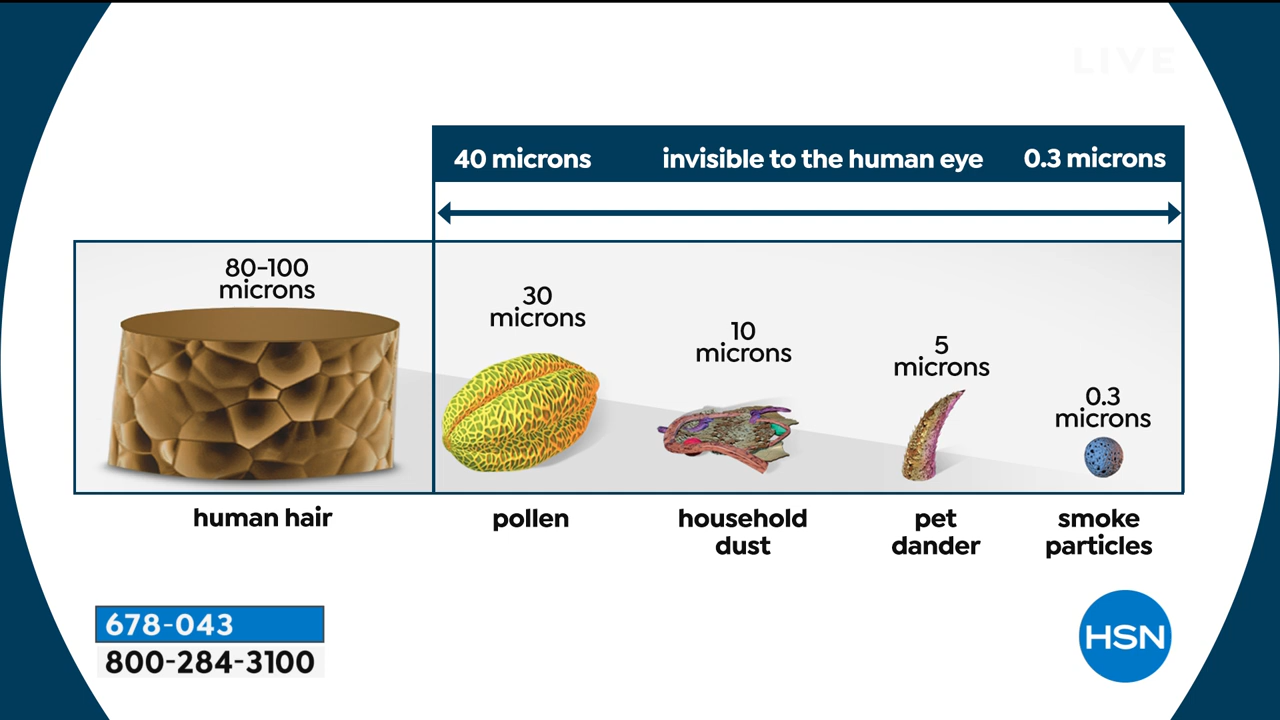 LIVE
40 microns invisible to the human eye 0.3 microns
80-100
microns
30
microns
10
microns
5
microns
0.3
microns
human hair
pollen
household
dust
pet
dander
smoke
particles
678-043
800-284-3100
HSN